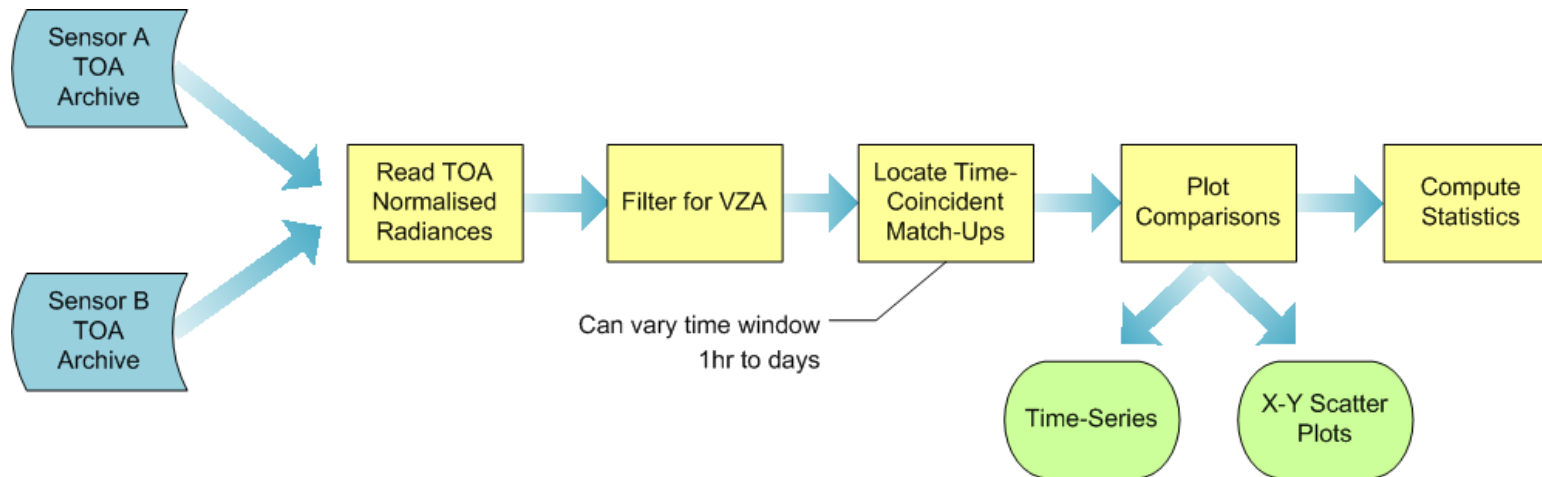 Sensor A
TOA
Archive
Sensor B
TOA
Archive
Read TOA
Normalised
Radiances
Filter for VZA
Locate Time-
Coincident
Match-Ups
Can vary time window
1hr to days
Plot
Comparisons
Compute
Statistics
Time-Series
X-Y Scatter
Plots